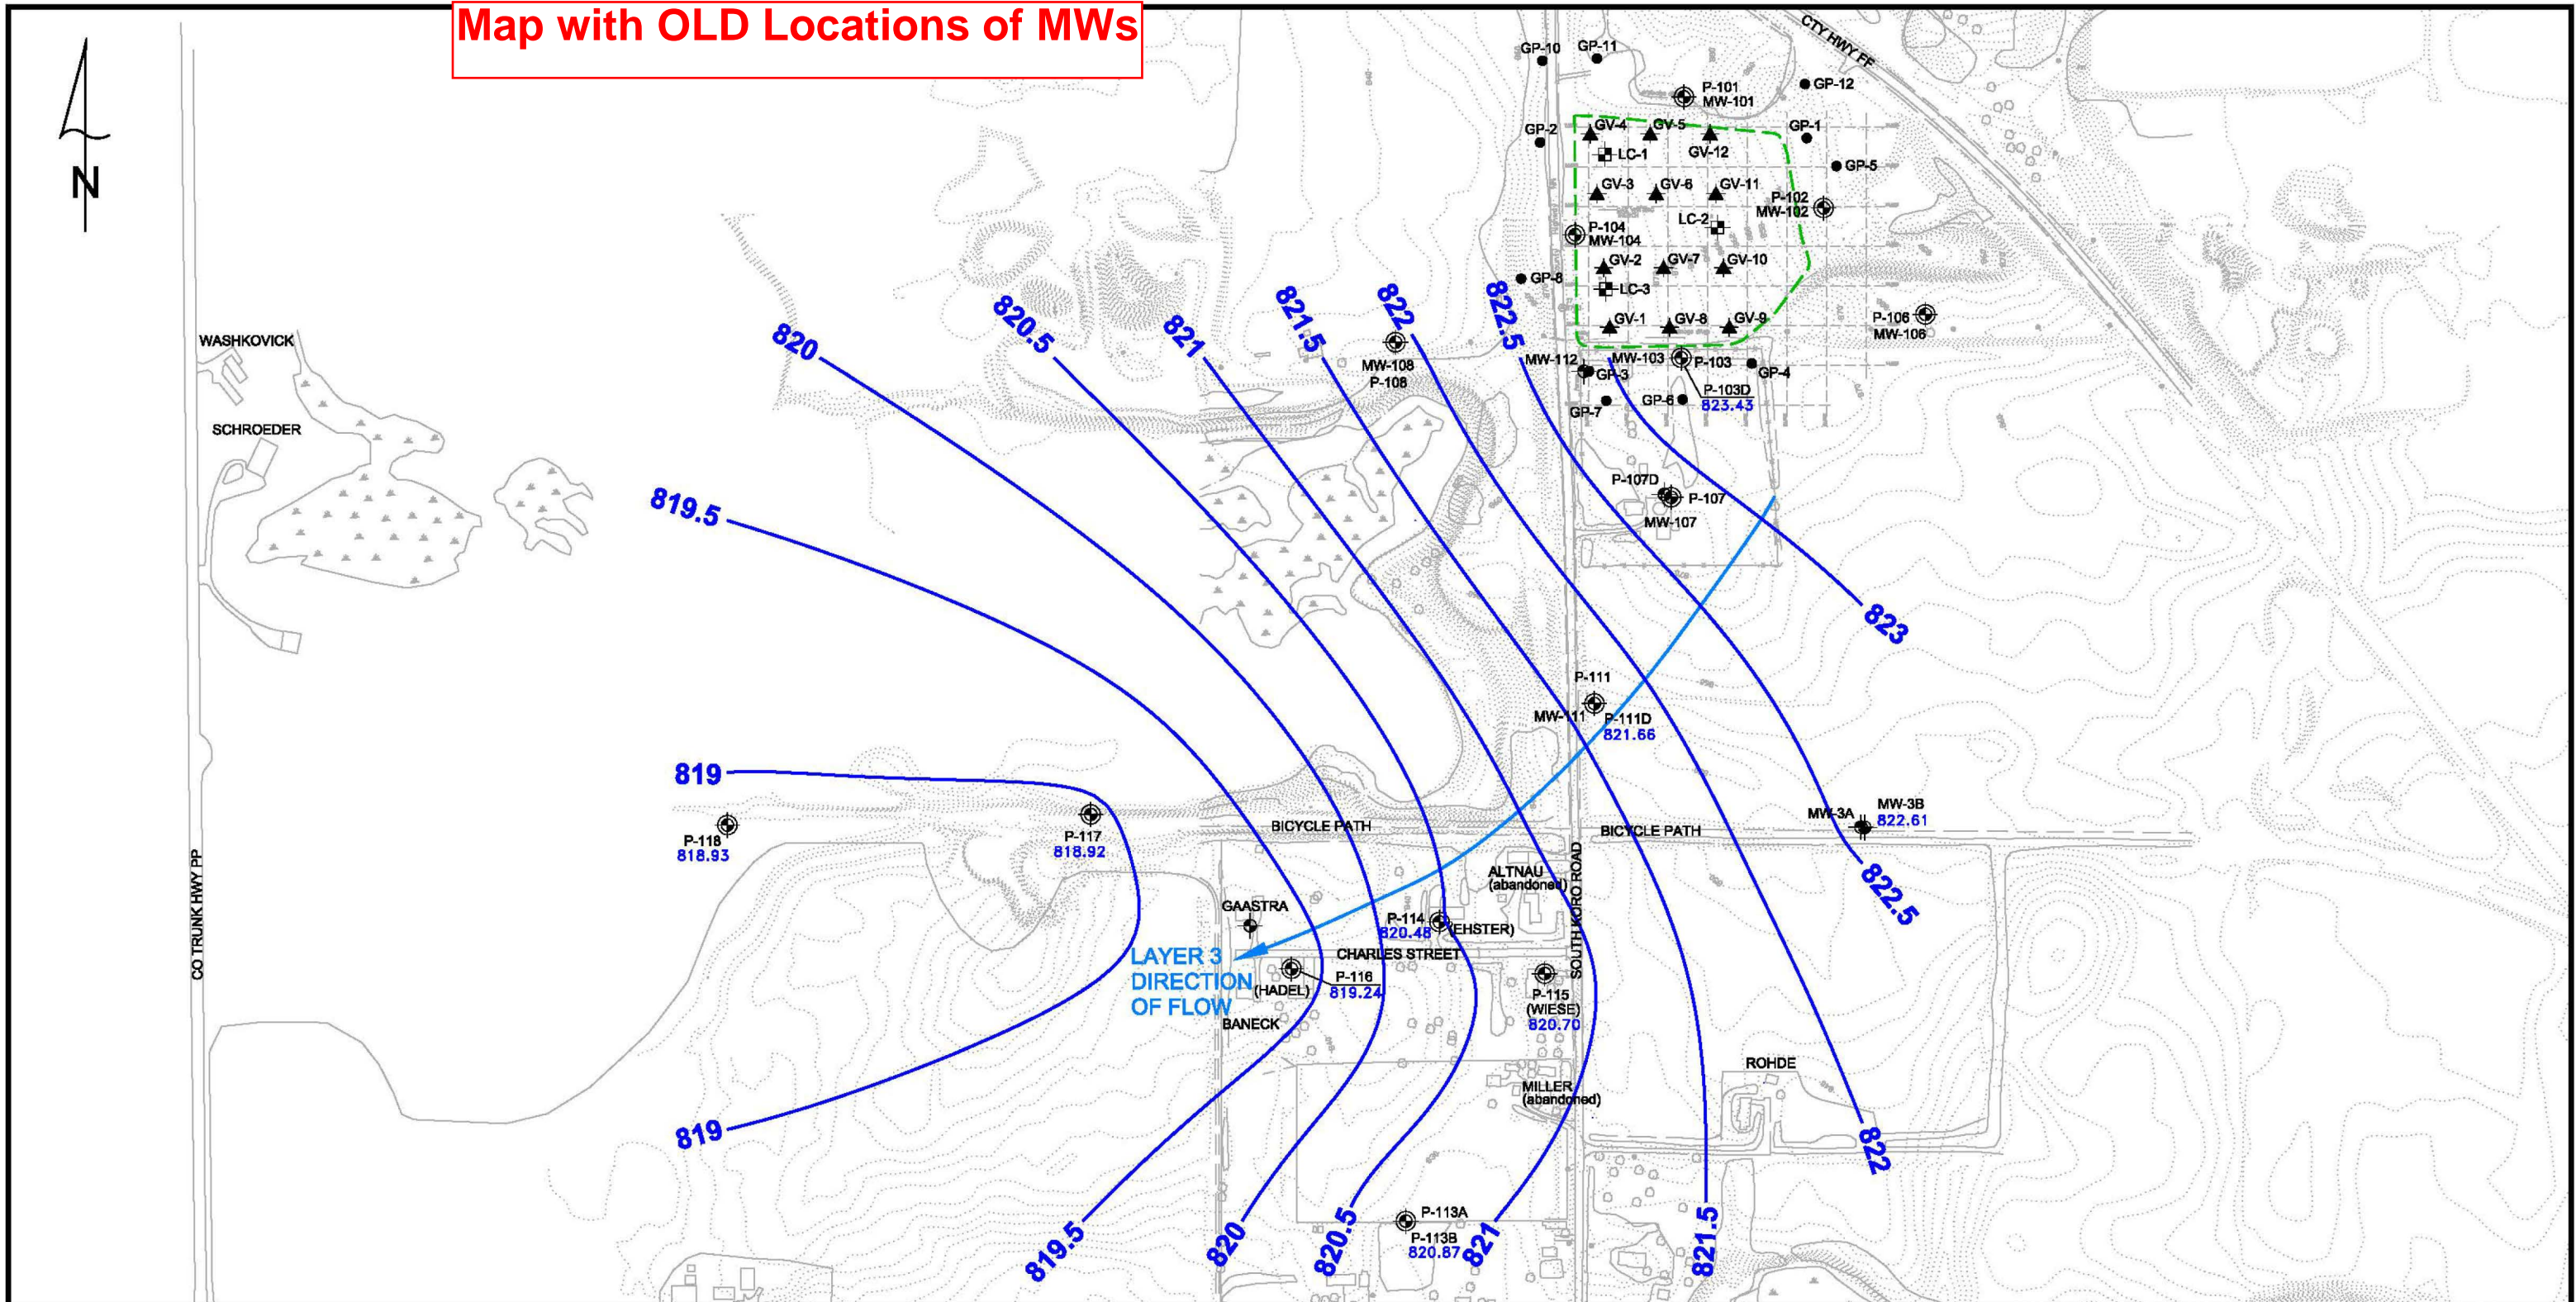 Map with OLD Locations of MWs
N
CTY HWY FF
GP-10
GP-11
P-101
MW-101
GP-12
GP-2
GV-4
GV-5
GV-12
GP-1
LC-1
GP-5
GV-3
GV-6
GV-11
P-102
MW-102
LC-2
P-104
MW-104
GV-2
GV-7
GV-10
GP-8
LC-3
GV-1
GV-8
GV-9
P-106
MW-106
WASHKOVICK
SCHROEDER
820
820.5
821
821.5
822
822.5
MW-108
P-108
MW-112
GP-3
MW-103
P-103
GP-4
P-103D
823.43
GP-7
GP-6
P-107D
P-107
MW-107
819.5
823
P-111
MW-111
P-111D
821.66
819
P-118
818.93
P-117
818.92
BICYCLE PATH
BICYCLE PATH
MW-3A
MW-3B
822.61
CO TRUNK HWY PP
SOUTH KORO ROAD
ALTNAU
(abandoned)
822.5
GAASTRA
P-114
820.48
(EHSTER)
CHARLES STREET
LAYER 3
DIRECTION
OF FLOW
(HADEL)
P-116
819.24
BANECK
P-115
(WIESE)
820.70
ROHDE
MILLER
(abandoned)
819
822
819.5
820
820.5
P-113A
P-113B
820.87
821
821.5